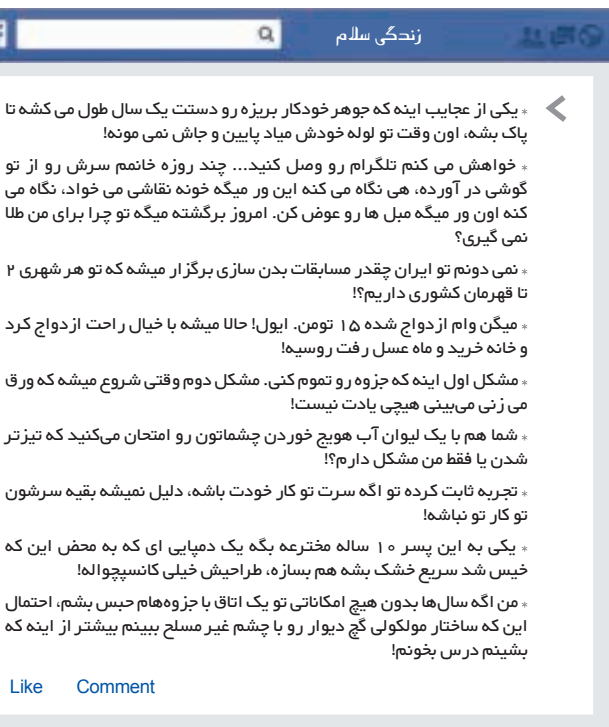 زندگی سلام
* یکی از عجایب اینه که جوهر خودکار بریزه رو دستت یک سال طول می کشه تا
پاک بشه، اون وقت تو لوله خودش میاد پایین و جاش نمی مونه!
* خواهش می کنم تلگرام رو وصل کنید... چند روزه خانمم سرش رو از تو
گوشی در آورده، هی نگاه می کنه این ور میگه خونه نقاشی می خواد، نگاه می
کنه اون ور میگه مبل ها رو عوض کن. امروز برگشته میگه تو چرا برای من طلا
نمی گیری؟
* نمی دونم تو ایران چقدر مسابقات بدن سازی برگزار میشه که تو هر شهری ۲
تا قهرمان کشوری داریم؟!
* میگن وام ازدواج شده ۱۵ تومن. ایول! حالا میشه با خیال راحت ازدواج کرد
و خانه خرید و ماه عسل رفت روسیه!
* مشکل اول اینه که جزوه رو تموم کنی. مشکل دوم وقتی شروع میشه که ورق
می زنی می‌بینی هیچی یادت نیست!
* شما هم با یک لیوان آب هویج خوردن چشماتون رو امتحان می‌کنید که تیزتر
شدن یا فقط من مشکل دارم؟!
* تجربه ثابت کرده تو اگه سرت تو کار خودت باشه، دلیل نمیشه بقیه سرشون
تو کار تو نباشه!
* یکی به این پسر ۱۰ ساله مخترعه بگه یک دمپایی ای که به محض این که
خیس شد سریع خشک بشه هم بسازه، طراحیش خیلی کانسپچواله!
* من اگه سال‌ها بدون هیچ امکاناتی تو یک اتاق با جزوه‌هام حبس بشم، احتمال
این که ساختار مولکولی گچ دیوار رو با چشم غیر مسلح ببینم بیشتر از اینه که
بشینم درس بخونم!
Like Comment